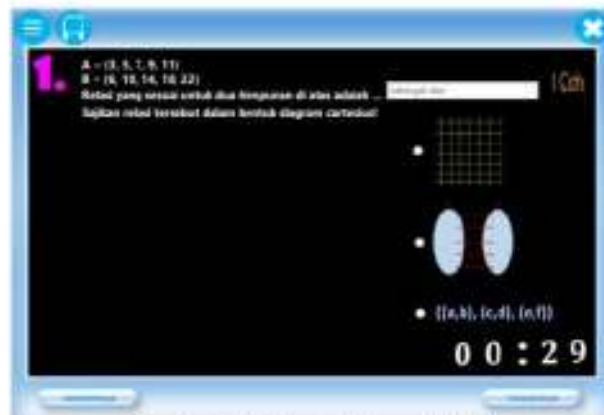 1.
A = (3, 5, 7, 9, 11)
B = (6, 10, 14, 18 22)
Relasi yang sesuai untuk dua himpunan di atas adalah ...
Sajikan relasi tersebut dalam bentuk diagram cartesius!
{(a,b), (c,d), (e,f)}
00:29